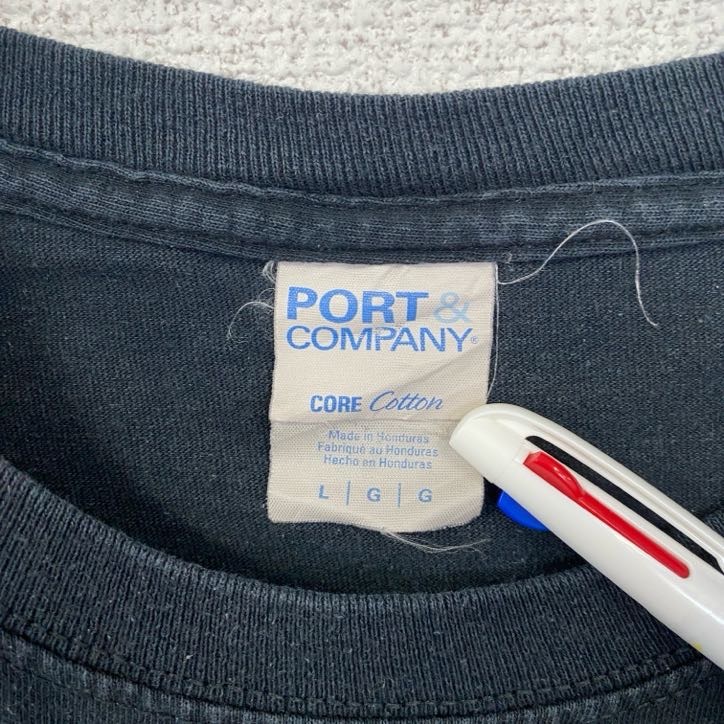 PORT &
COMPANY®
CORE Cotton
Made in Honduras
Fabriqué au Honduras
Hecho en Honduras
L | G | G